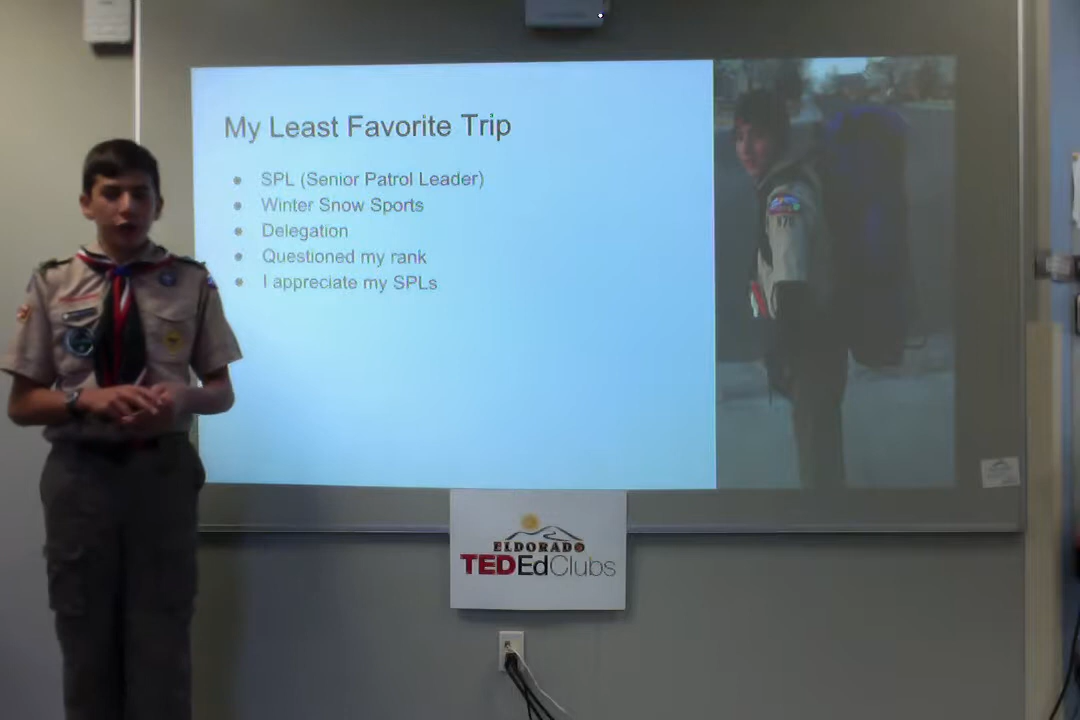 My Least Favorite Trip
SPL (Senior Patrol Leader)
Winter Snow Sports
Delegation
Questioned my rank
I appreciate my SPLs
ELDORADO
TEDEdClubs